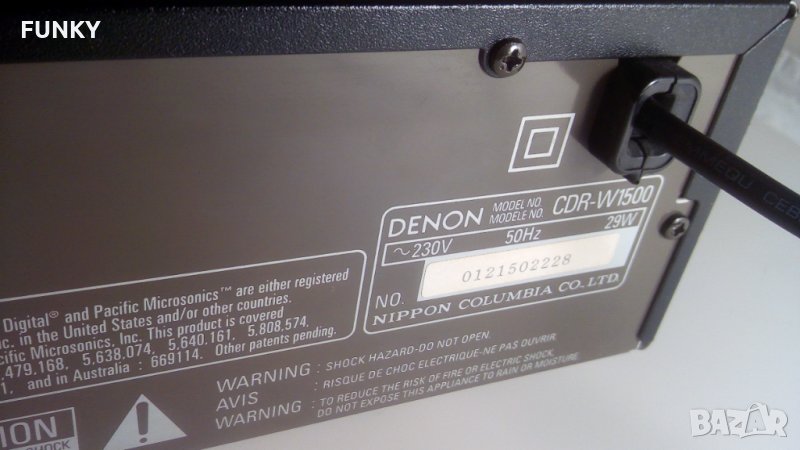 FUNKY
DENON MODEL NO. MODELE NO. CDR-W1500
~230V 50Hz 29W
NO. 0121502228
NIPPON COLUMBIA CO., LTD.
Digital® and Pacific Microsonics™ are either registered
in the United States and/or other countries.
Microsonics, Inc. This product is covered
479.168, 5.638.074, 5.640.161, 5.808.574,
1, and in Australia : 669114. Other patents pending.
WARNING : SHOCK HAZARD-DO NOT OPEN.
AVIS : RISQUE DE CHOC ELECTRIQUE-NE PAS OUVRIR.
WARNING : TO REDUCE THE RISK OF FIRE OR ELECTRIC SHOCK,
DO NOT EXPOSE THIS APPLIANCE TO RAIN OR MOISTURE.
SHOCK
BAZAR